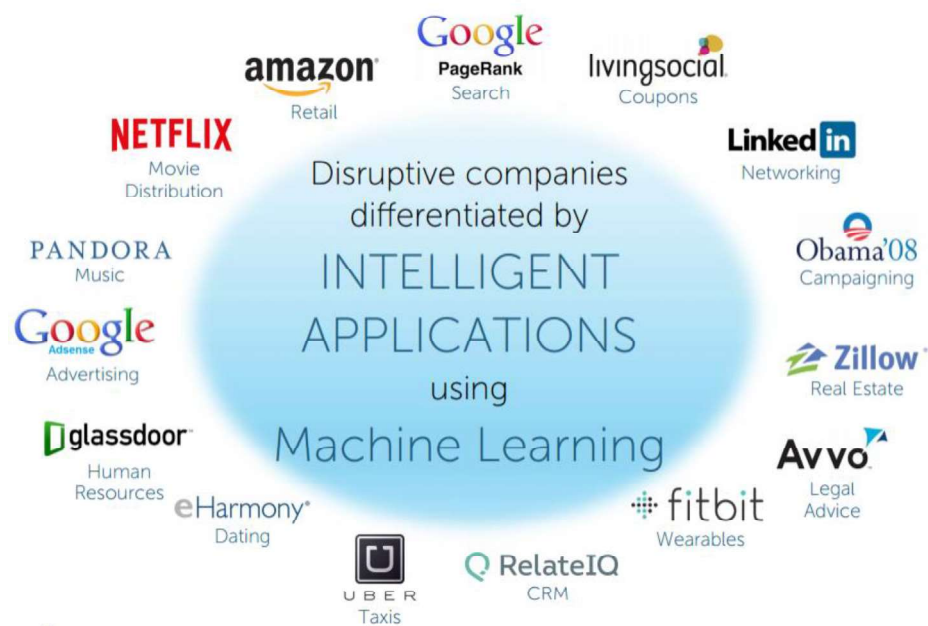 Google
PageRank
Search
amazon
Retail
livingsocial.
Coupons
NETFLIX
Movie
Distribution
Linked in
Networking
PANDORA
Music
Obama'08
Campaigning
Google
Adsense
Advertising
Zillow
Real Estate
glassdoor
Human
Resources
Avvo
Legal
Advice
eHarmony
Dating
fitbit
Wearables
U
UBER
Taxis
RelateIQ
CRM
Disruptive companies
differentiated by
INTELLIGENT
APPLICATIONS
using
Machine Learning